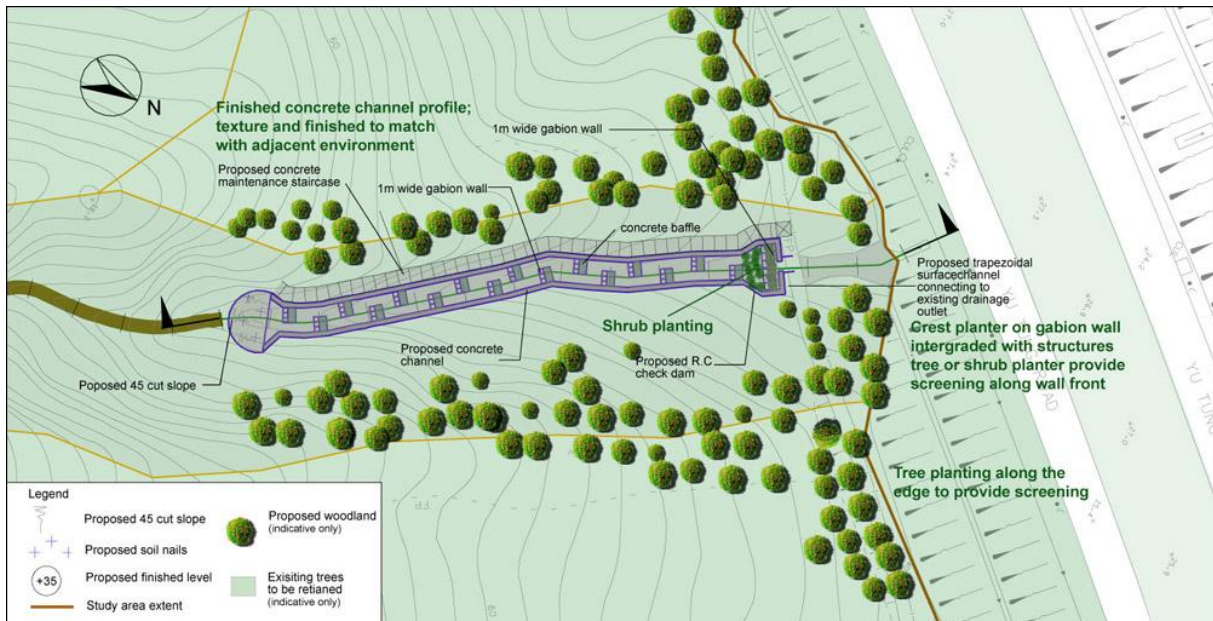 N
Finished concrete channel profile;
texture and finished to match
with adjacent environment
Proposed concrete
maintenance staircase
1m wide gabion wall
1m wide gabion wall
concrete baffle
60
Proposed trapezoidal
surfacechannel
connecting to
existing drainage
outlet
Shrub planting
Crest planter on gabion wall
intergraded with structures
tree or shrub planter provide
screening along wall front
Proposed concrete
channel
Proposed R.C
check dam
Poposed 45 cut slope
Tree planting along the
edge to provide screening
YU TUNG
60
Legend
Proposed 45 cut slope
Proposed soil nails
+35
Proposed finished level
Study area extent
Proposed woodland
(indicative only)
Exisiting trees
to be retianed
(indicative only)